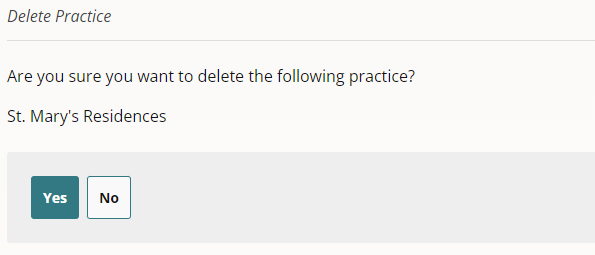 Delete Practice
Are you sure you want to delete the following practice?
St. Mary's Residences
Yes No